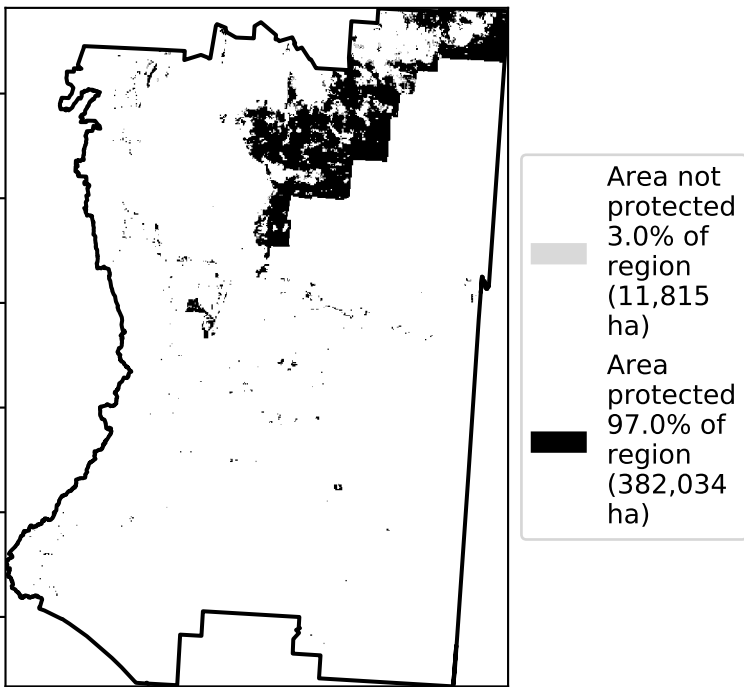 Area not
protected
3.0% of
region
(11,815
ha)
Area
protected
97.0% of
region
(382,034
ha)